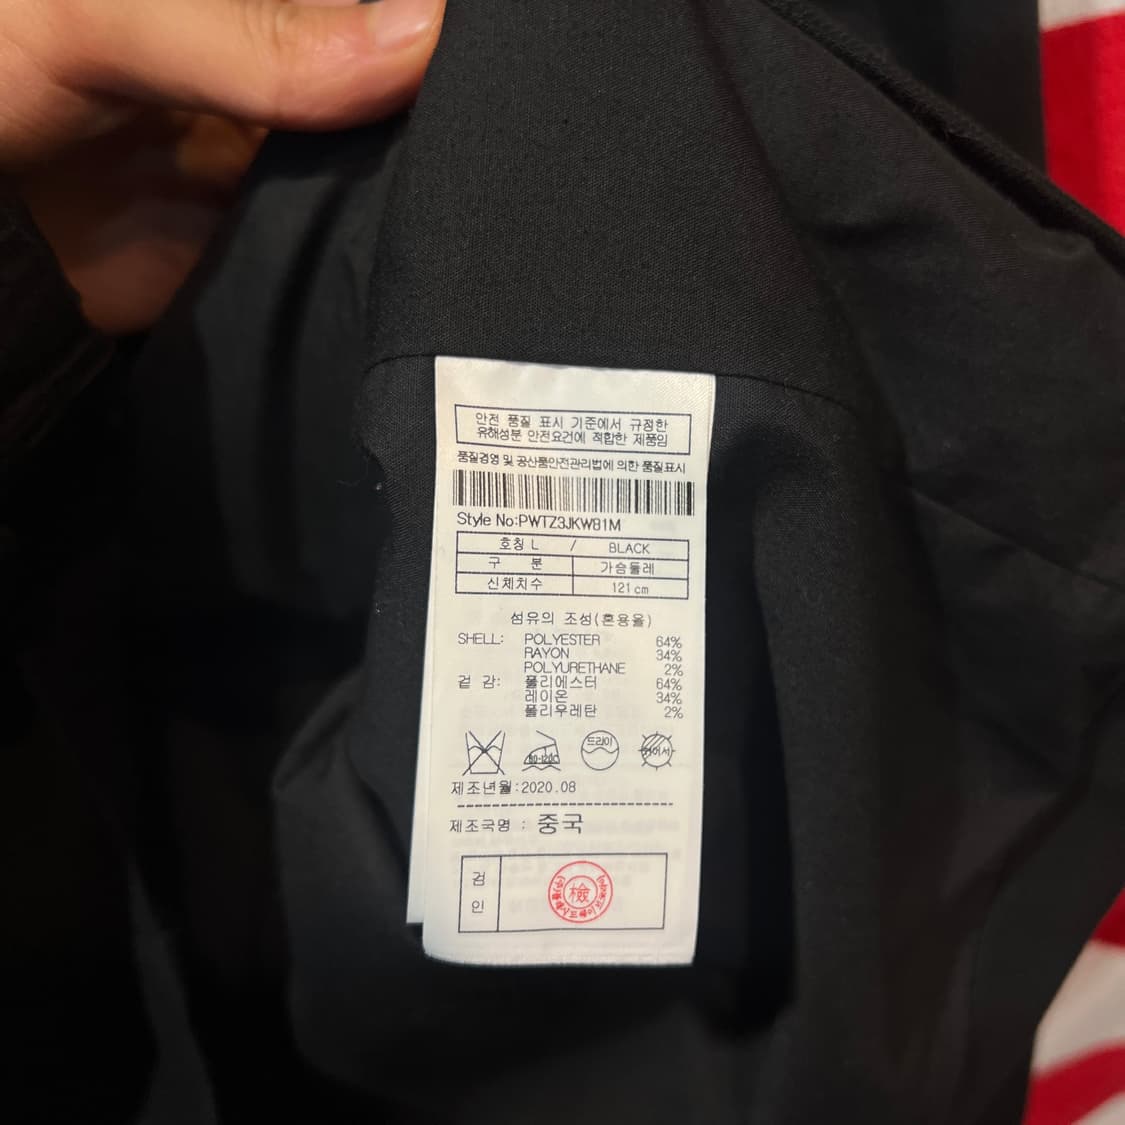 안전 품질 표시 기준에서 규정한
유해성분 안전요건에 적합한 제품임
품질경영 및 공산품안전관리법에 의한 품질표시
Style No:PWTZ3JKW81M
호칭 L / BLACK
구 분 가슴둘레
신체치수 121cm
섬유의 조성(혼용율)
SHELL: POLYESTER 64%
RAYON 34%
POLYURETHANE 2%
겉 감: 폴리에스터 64%
레이온 34%
폴리우레탄 2%
드라이
제조년월:2020.08
제조국명 : 중국
검
인
檢